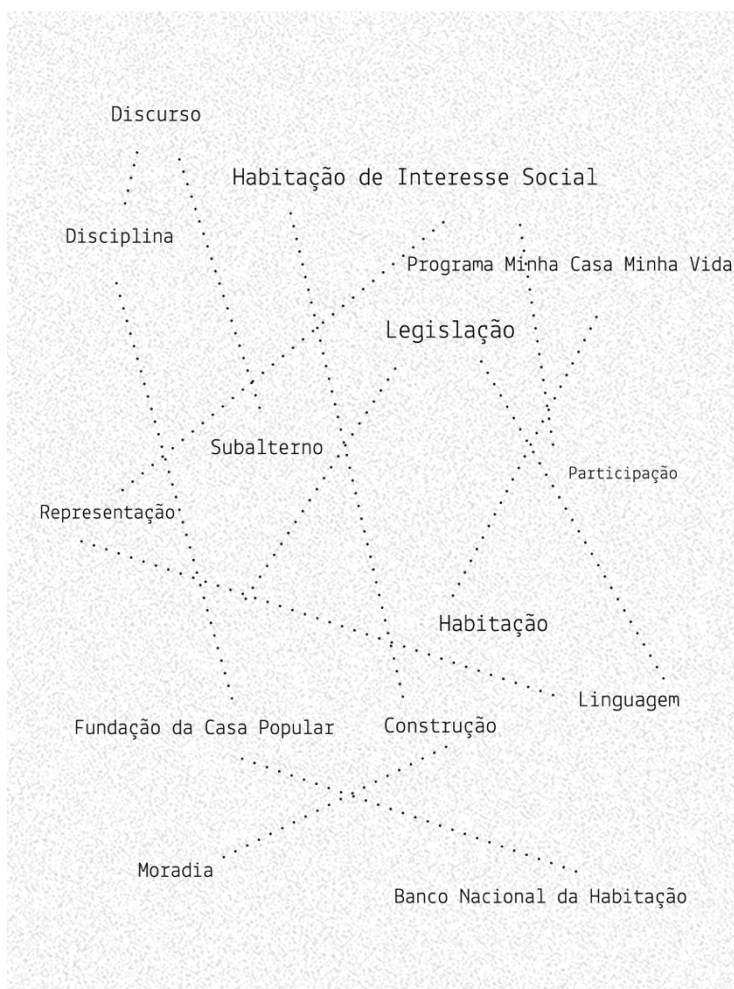 Discurso
Habitação de Interesse Social
Disciplina
Programa Minha Casa Minha Vida
Legislação
Subalterno
Participação
Representação
Habitação
Linguagem
Fundação da Casa Popular
Construção
Moradia
Banco Nacional da Habitação